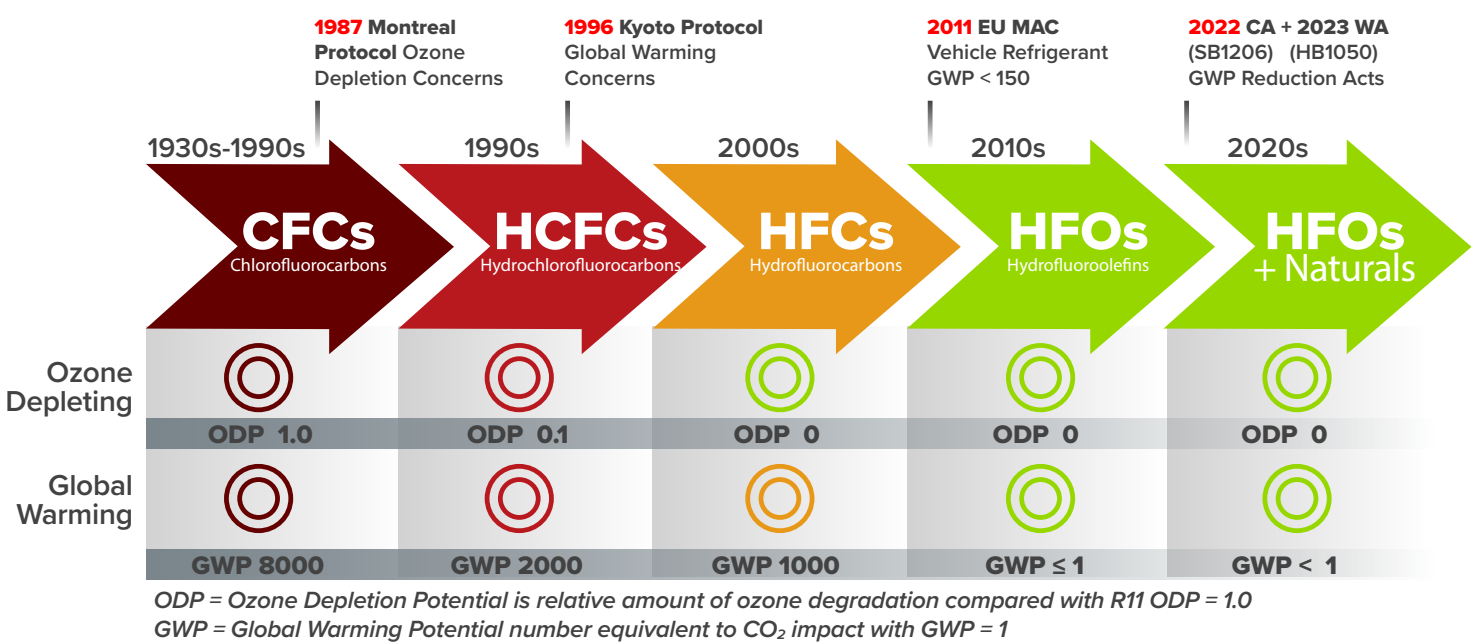 1987 Montreal
Protocol Ozone
Depletion Concerns
1996 Kyoto Protocol
Global Warming
Concerns
2011 EU MAC
Vehicle Refrigerant
GWP < 150
2022 CA + 2023 WA
(SB1206) (HB1050)
GWP Reduction Acts
1930s-1990s
1990s
2000s
2010s
2020s
CFCs
Chlorofluorocarbons
HCFCs
Hydrochlorofluorocarbons
HFCs
Hydrofluorocarbons
HFOs
Hydrofluoroolefins
HFOs
+ Naturals
Ozone
Depleting
ODP 1.0
ODP 0.1
ODP 0
ODP 0
ODP 0
Global
Warming
GWP 8000
GWP 2000
GWP 1000
GWP ≤ 1
GWP < 1
ODP = Ozone Depletion Potential is relative amount of ozone degradation compared with R11 ODP = 1.0
GWP = Global Warming Potential number equivalent to CO₂ impact with GWP = 1